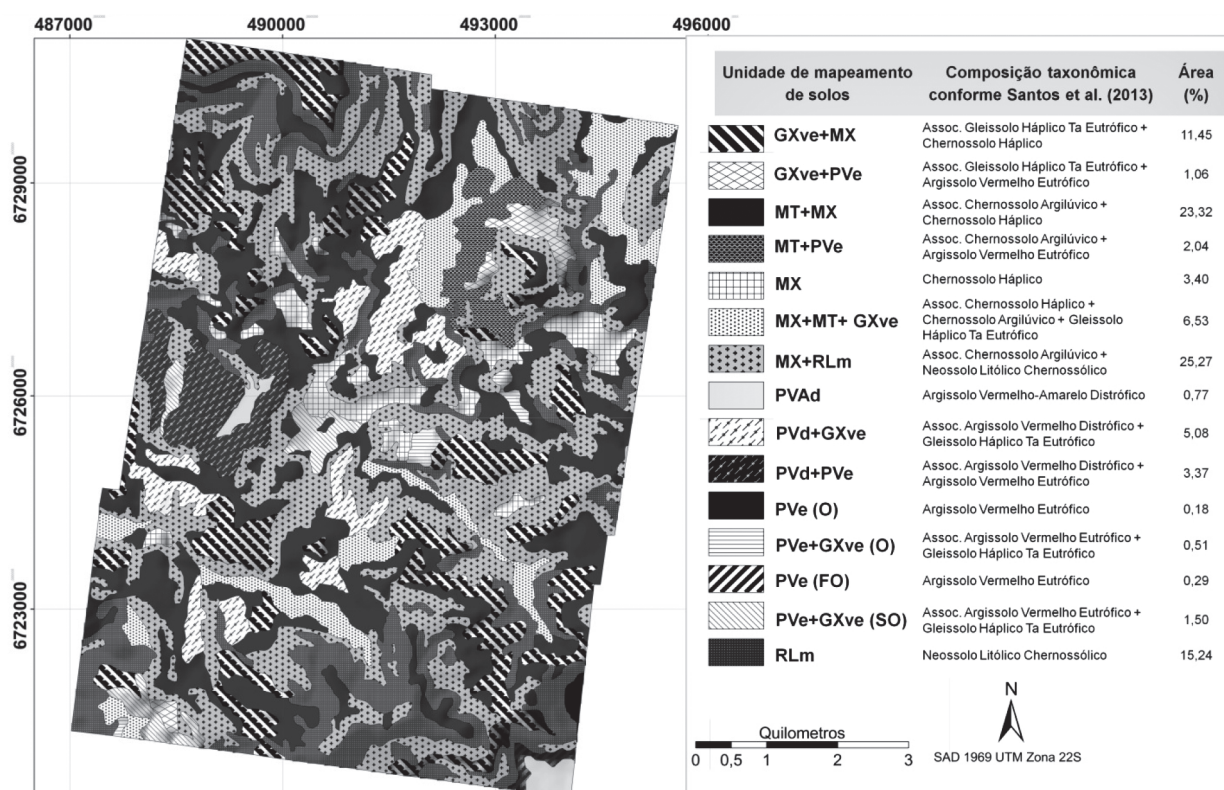 487000 490000 493000 496000
6729000
6726000
6723000
Unidade de mapeamento de solos Composição taxonômica conforme Santos et al. (2013) Área (%)
GXve+MX Assoc. Gleissolo Háplico Ta Eutrófico + Chernossolo Háplico 11,45
GXve+PVe Assoc. Gleissolo Háplico Ta Eutrófico + Argissolo Vermelho Eutrófico 1,06
MT+MX Assoc. Chernossolo Argilúvico + Chernossolo Háplico 23,32
MT+PVe Assoc. Chernossolo Argilúvico + Argissolo Vermelho Eutrófico 2,04
MX Chernossolo Háplico 3,40
MX+MT+ GXve Assoc. Chernossolo Háplico + Chernossolo Argilúvico + Gleissolo Háplico Ta Eutrófico 6,53
MX+RLm Assoc. Chernossolo Argilúvico + Neossolo Litólico Chernossólico 25,27
PVAd Argissolo Vermelho-Amarelo Distrófico 0,77
PVd+GXve Assoc. Argissolo Vermelho Distrófico + Gleissolo Háplico Ta Eutrófico 5,08
PVd+PVe Assoc. Argissolo Vermelho Distrófico + Argissolo Vermelho Eutrófico 3,37
PVe (O) Argissolo Vermelho Eutrófico 0,18
PVe+GXve (O) Assoc. Argissolo Vermelho Eutrófico + Gleissolo Háplico Ta Eutrófico 0,51
PVe (FO) Argissolo Vermelho Eutrófico 0,29
PVe+GXve (SO) Assoc. Argissolo Vermelho Eutrófico + Gleissolo Háplico Ta Eutrófico 1,50
RLm Neossolo Litólico Chernossólico 15,24
N
Quilometros
0 0,5 1 2 3
SAD 1969 UTM Zona 22S